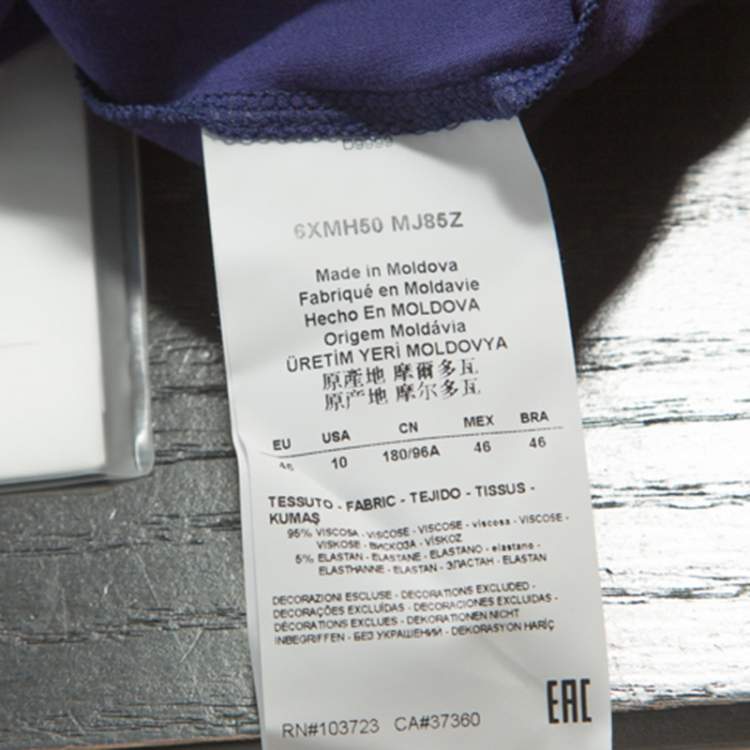 D9999
6XMH50 MJ85Z
Made in Moldova
Fabriqué en Moldavie
Hecho En MOLDOVA
Origem Moldávia
ÜRETİM YERİ MOLDOVYA
原產地 摩爾多瓦
原产地 摩尔多瓦
EU USA CN MEX BRA
46 10 180/96A 46 46
TESSUTO - FABRIC - TEJIDO - TISSUS -
KUMAŞ
95% VISCOSA - VISCOSE - VISCOSE - viscosa - VISCOSE -
VISKOSE - ВИСКОЗА - VİSKOZ
5% ELASTAN - ELASTANE - ELASTANO - elastano -
ELASTHANNE - ELASTAN - ЭЛАСТАН - ELASTAN
DECORAZIONI ESCLUSE - DECORATIONS EXCLUDED -
DECORAÇÕES EXCLUÍDAS - DECORACIONES EXCLUIDAS -
DÉCORATIONS EXCLUES - DEKORATIONEN NICHT
INBEGRIFFEN - БЕЗ УКРАШЕНИЙ - DEKORASYON HARİÇ
EAC
RN#103723 CA#37360